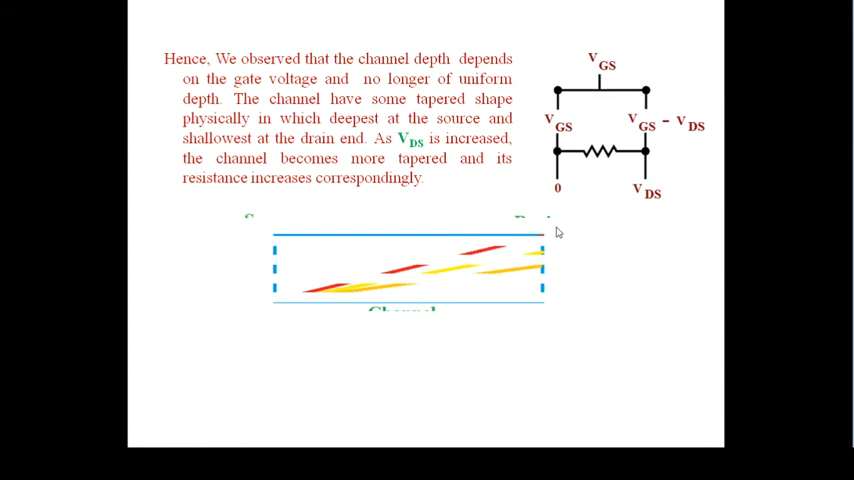 Hence, We observed that the channel depth depends
on the gate voltage and no longer of uniform
depth. The channel have some tapered shape
physically in which deepest at the source and
shallowest at the drain end. As VDS is increased,
the channel becomes more tapered and its
resistance increases correspondingly.
VGS
VGS
VGS - VDS
0
VDS
Channel